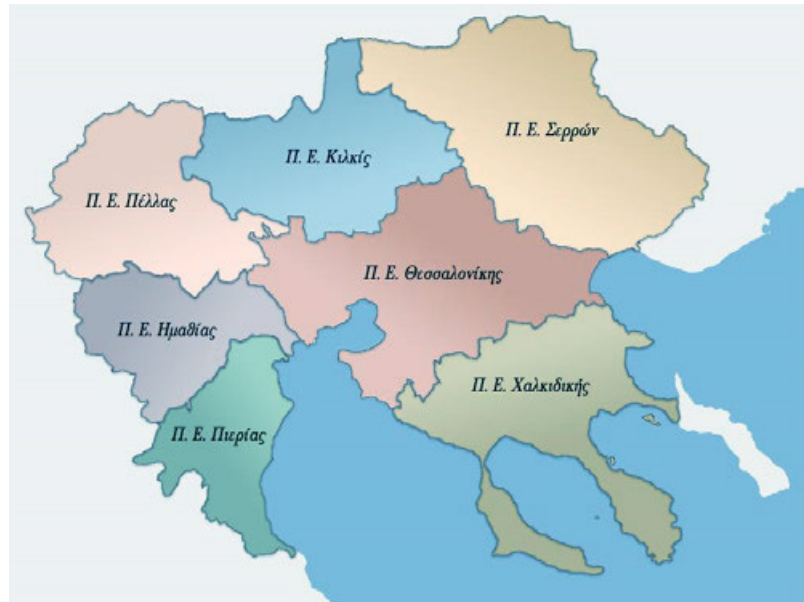 Π. Ε. Σερρών
Π. Ε. Κιλκίς
Π. Ε. Πέλλας
Π. Ε. Θεσσαλονίκης
Π. Ε. Ημαθίας
Π. Ε. Χαλκιδικής
Π. Ε. Πιερίας